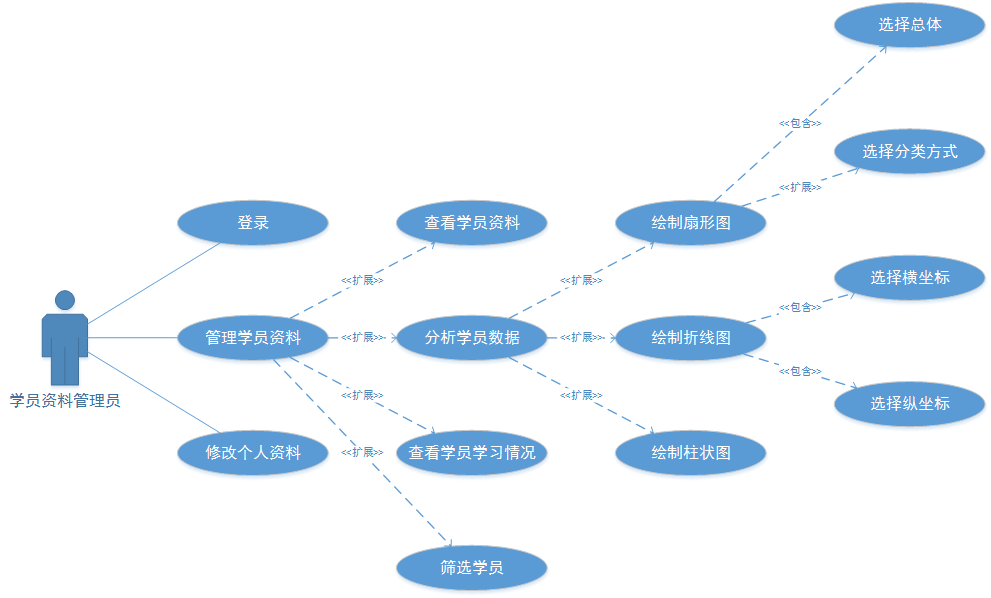 选择总体
<<包含>>
选择分类方式
<<扩展>>
登录
查看学员资料
绘制扇形图
<<扩展>>
<<扩展>>
选择横坐标
<<包含>>
管理学员资料
<<扩展>>
分析学员数据
<<扩展>>
绘制折线图
<<包含>>
学员资料管理员
<<扩展>>
<<扩展>>
选择纵坐标
修改个人资料
<<扩展>>
查看学员学习情况
绘制柱状图
筛选学员